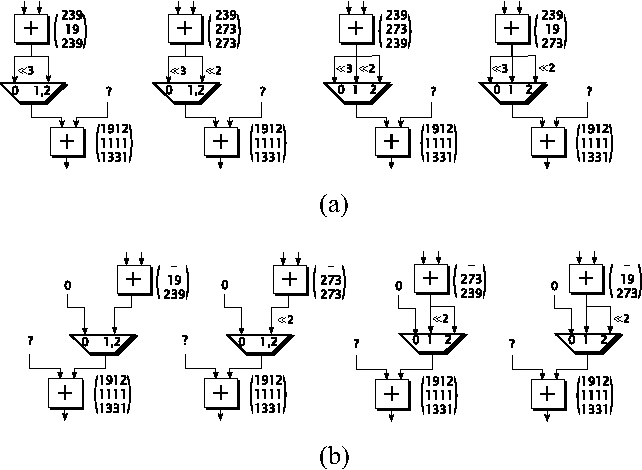 + (239 19 239) + (239 273 273) + (239 273 239) + (239 19 273)
≪3 ≪3 ≪2 ≪3 ≪2 ≪3 ≪2
0 1,2 ? 0 1,2 ? 0 1 2 ? 0 1 2 ?
+ (1912 1111 1331) + (1912 1111 1331) + (1912 1111 1331) + (1912 1111 1331)
(a)
0 + (– 19 239) 0 + (– 273 273) 0 + (– 273 239) 0 + (– 19 273)
≪2 ≪2 ≪2
? 0 1,2 ? 0 1,2 ? 0 1 2 ? 0 1 2
+ (1912 1111 1331) + (1912 1111 1331) + (1912 1111 1331) + (1912 1111 1331)
(b)